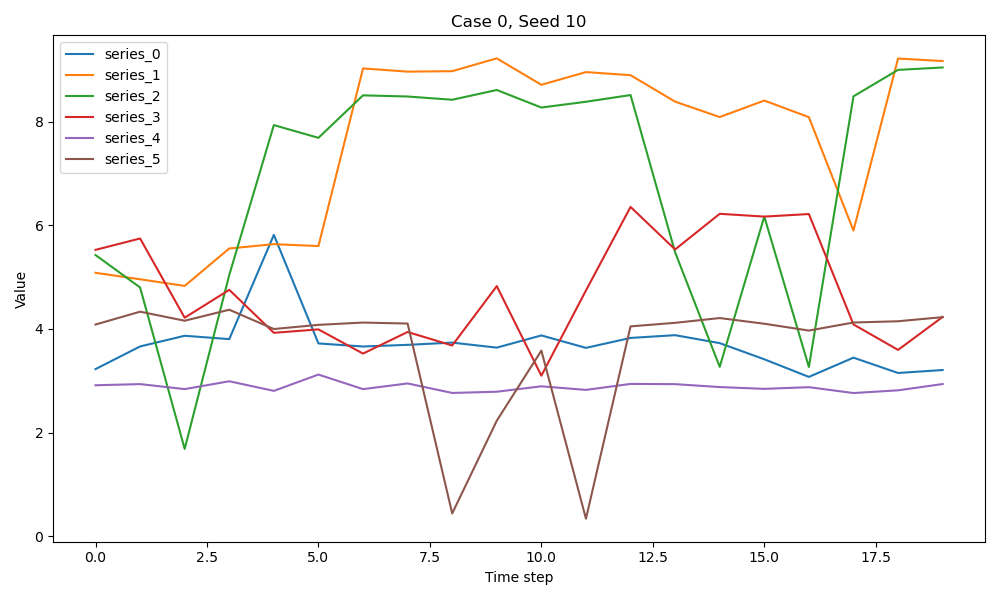 Case 0, Seed 10
series_0
series_1
series_2
series_3
series_4
series_5
Value
8
6
4
2
0
0.0 2.5 5.0 7.5 10.0 12.5 15.0 17.5
Time step